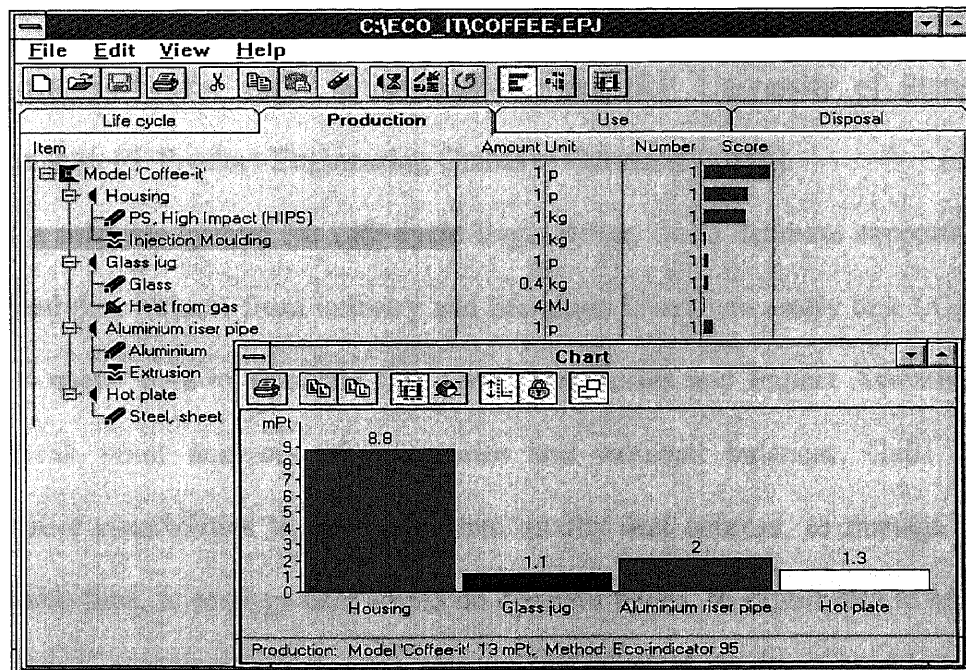 C:\ECO_IT\COFFEE.EPJ
File Edit View Help
Life cycle Production Use Disposal
Item Amount Unit Number Score
Model 'Coffee-it' 1 p 1
Housing 1 p 1
PS, High Impact (HIPS) 1 kg 1
Injection Moulding 1 kg 1
Glass jug 1 p 1
Glass 0.4 kg 1
Heat from gas 4 MJ 1
Aluminium riser pipe 1 p 1
Aluminium
Extrusion
Hot plate
Steel, sheet
Chart
mPt
9
8
7
6
5
4
3
2
1
0
8.8 1.1 2 1.3
Housing Glass jug Aluminium riser pipe Hot plate
Production: Model 'Coffee-it' 13 mPt, Method: Eco-indicator 95